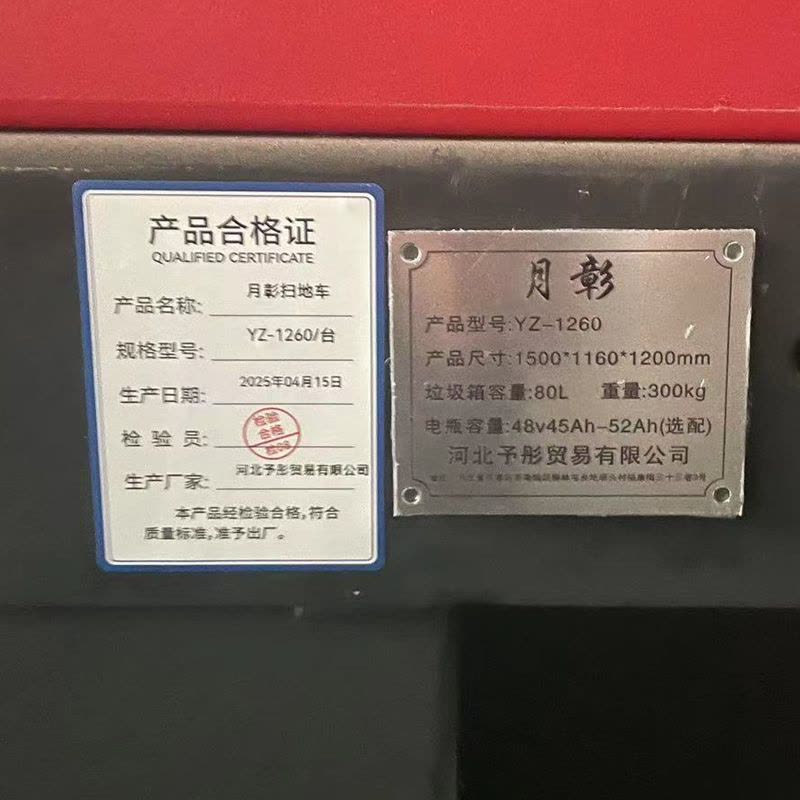 产品合格证
QUALIFIED CERTIFICATE
产品名称: 月彰扫地车
规格型号: YZ-1260/台
生产日期: 2025年04月15日
检 验 员: 检验 合格 检08
生产厂家: 河北予彤贸易有限公司
本产品经检验合格,符合
质量标准,准予出厂。
月彰
产品型号:YZ-1260
产品尺寸:1500*1160*1200mm
垃圾箱容量:80L 重量:300kg
电瓶容量:48v45Ah-52Ah(选配)
河北予彤贸易有限公司